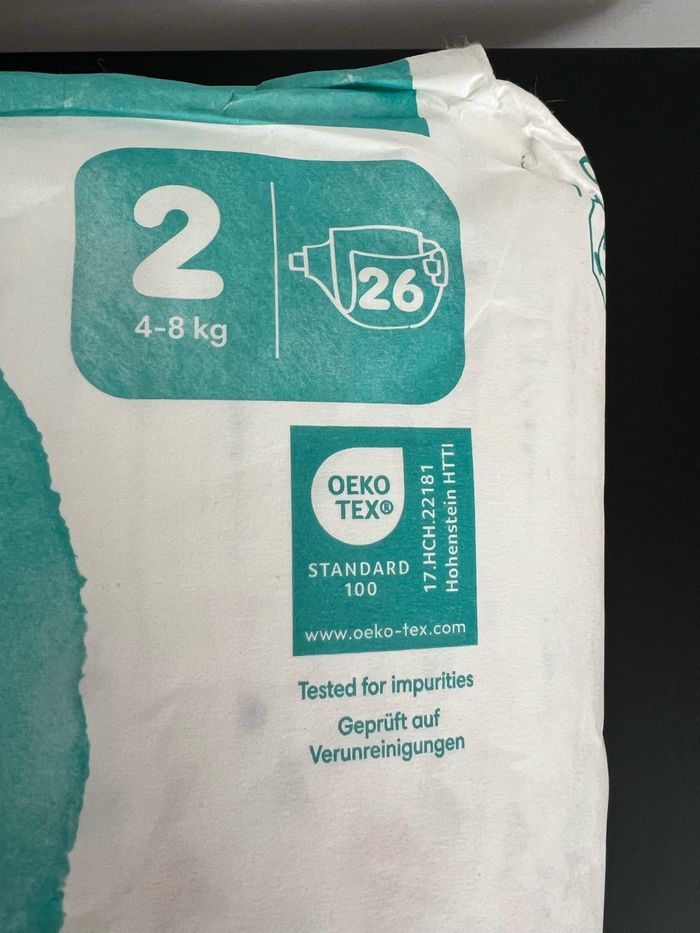 2
4-8 kg
26
OEKO
TEX®
STANDARD
100
17.HCH.22181
Hohenstein HTTI
www.oeko-tex.com
Tested for impurities
Geprüft auf
Verunreinigungen